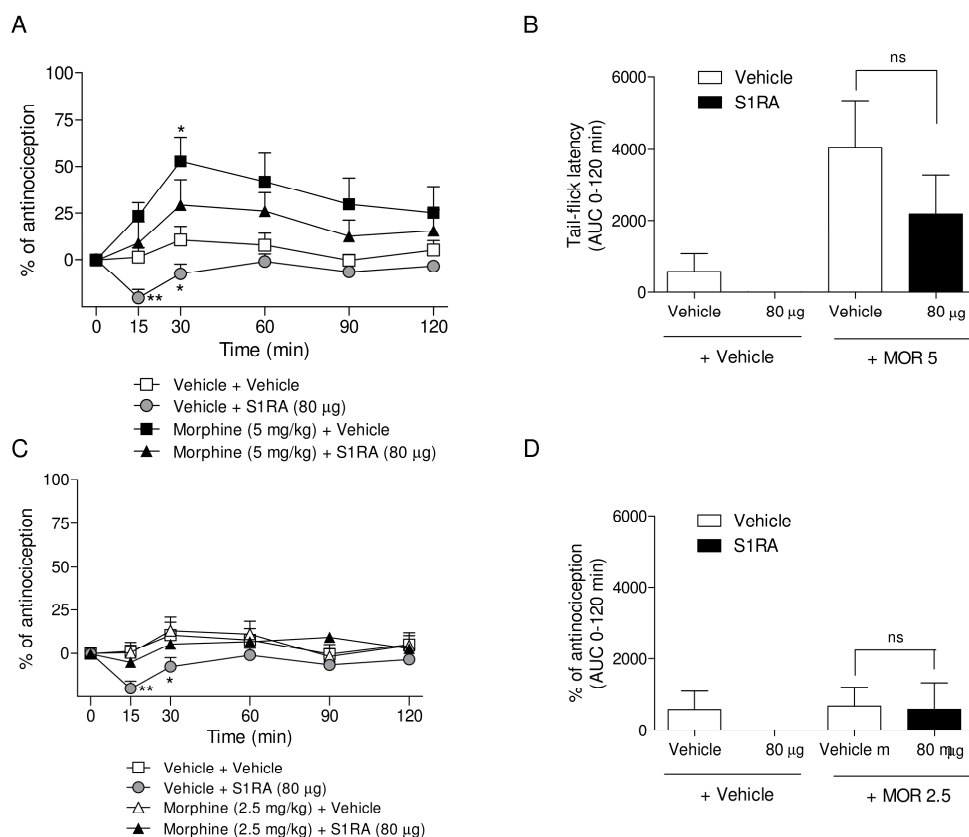 A
% of antinociception
100
75
50
25
0
*
**
*
0 15 30 60 90 120
Time (min)
Vehicle + Vehicle
Vehicle + S1RA (80 µg)
Morphine (5 mg/kg) + Vehicle
Morphine (5 mg/kg) + S1RA (80 µg)
B
Tail-flick latency
(AUC 0-120 min)
6000
4000
2000
0
Vehicle
S1RA
ns
Vehicle 80 µg Vehicle 80 µg
+ Vehicle + MOR 5
C
% of antinociception
100
75
50
25
0
**
*
0 15 30 60 90 120
Time (min)
Vehicle + Vehicle
Vehicle + S1RA (80 µg)
Morphine (2.5 mg/kg) + Vehicle
Morphine (2.5 mg/kg) + S1RA (80 µg)
D
% of antinociception
(AUC 0-120 min)
6000
4000
2000
0
Vehicle
S1RA
ns
Vehicle 80 µg Vehicle m 80 mµg
+ Vehicle + MOR 2.5